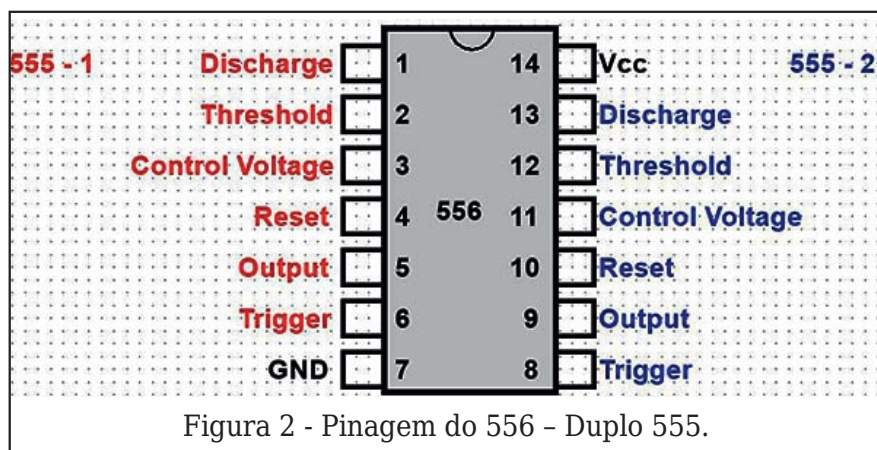 555 - 1 Discharge 1 14 Vcc 555 - 2
Threshold 2 13 Discharge
Control Voltage 3 12 Threshold
Reset 4 556 11 Control Voltage
Output 5 10 Reset
Trigger 6 9 Output
GND 7 8 Trigger
Figura 2 - Pinagem do 556 – Duplo 555.